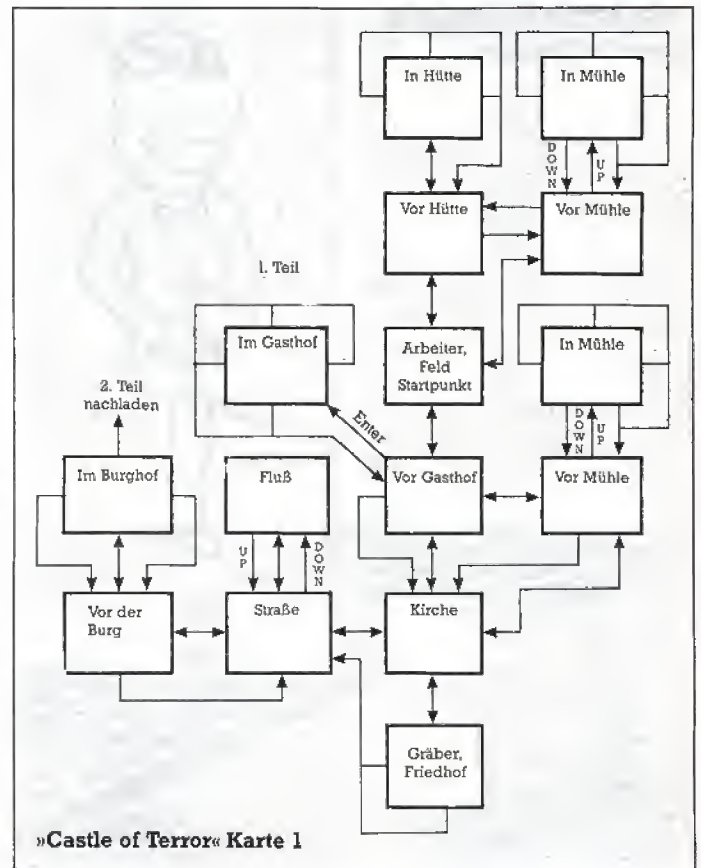 In Hütte
In Mühle
DOWN
UP
Vor Hütte
Vor Mühle
1. Teil
Im Gasthof
Arbeiter,
Feld
Startpunkt
In Mühle
2. Teil
nachladen
Enter
DOWN
UP
Im Burghof
Fluß
Vor Gasthof
Vor Mühle
UP
DOWN
Vor der
Burg
Straße
Kirche
Gräber,
Friedhof
»Castle of Terror« Karte 1